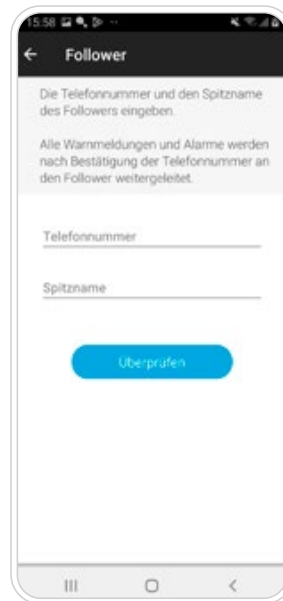 15:58
Follower
Die Telefonnummer und den Spitzname
des Followers eingeben.
Alle Warnmeldungen und Alarme werden
nach Bestätigung der Telefonnummer an
den Follower weitergeleitet.
Telefonnummer
Spitzname
Überprüfen